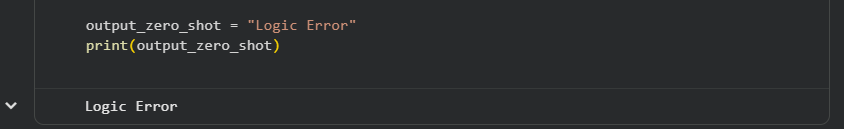 output_zero_shot = "Logic Error"
print(output_zero_shot)
Logic Error